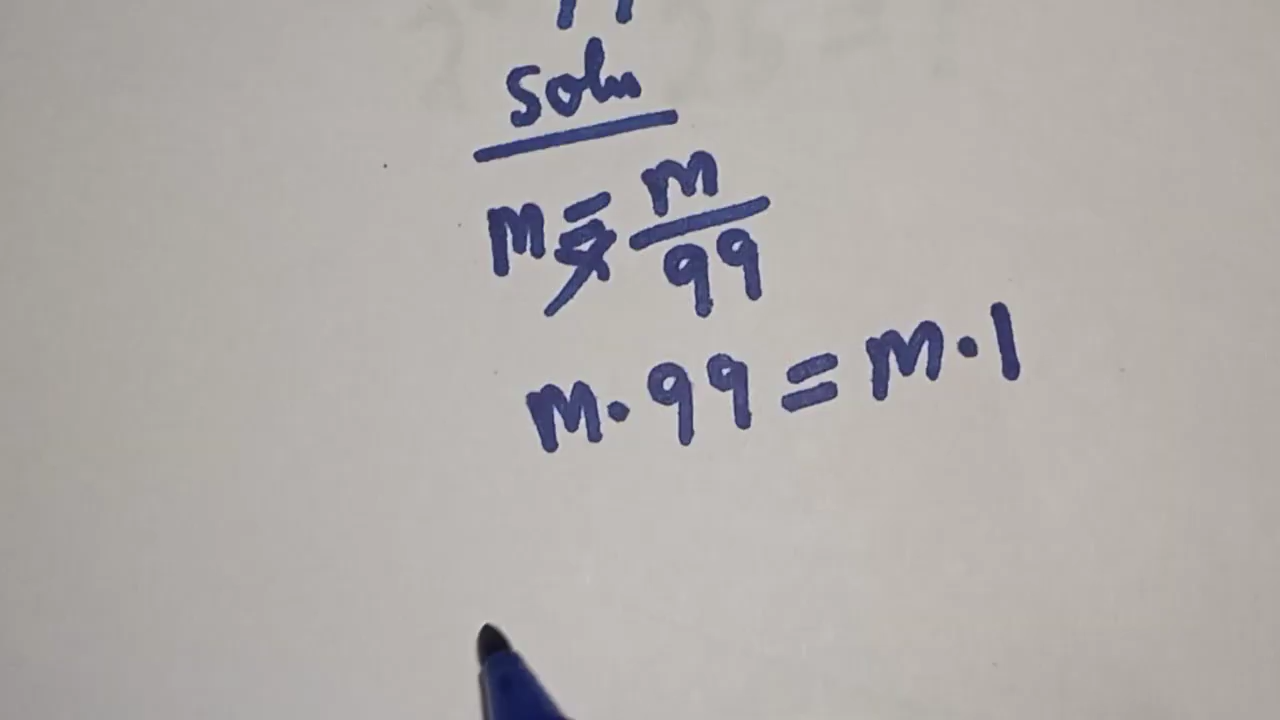 Soln
m = m/99
m · 99 = m · 1